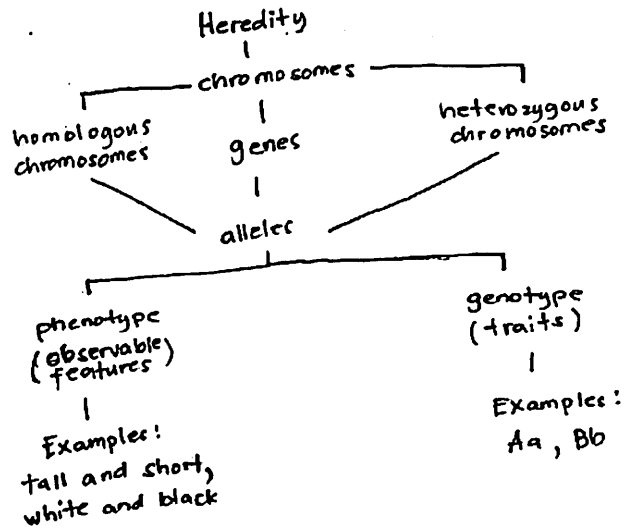 Heredity
chromosomes
homologous
chromosomes
genes
heterozygous
chromosomes
alleles
phenotype
(observable
features)
Examples:
tall and short,
white and black
genotype
(traits)
Examples:
Aa, Bb